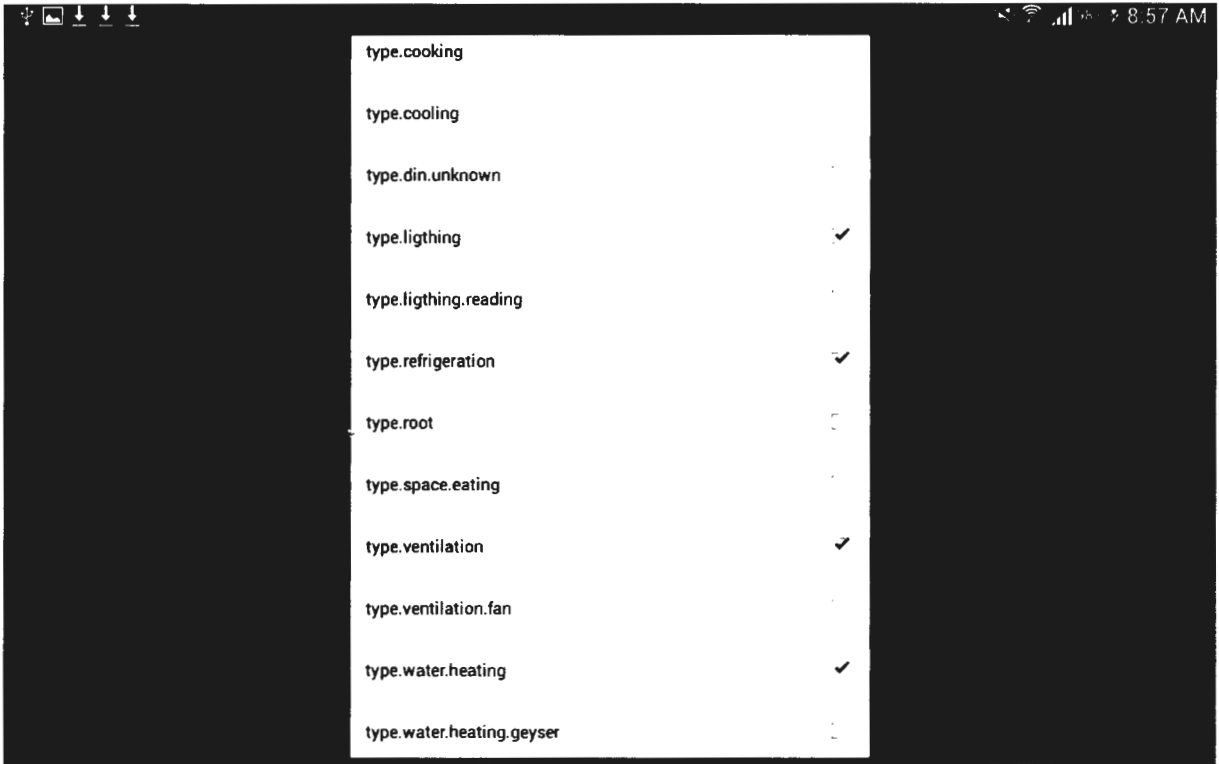 8:57 AM
type.cooking
type.cooling
type.din.unknown
type.ligthing
type.ligthing.reading
type.refrigeration
type.root
type.space.eating
type.ventilation
type.ventilation.fan
type.water.heating
type.water.heating.geyser